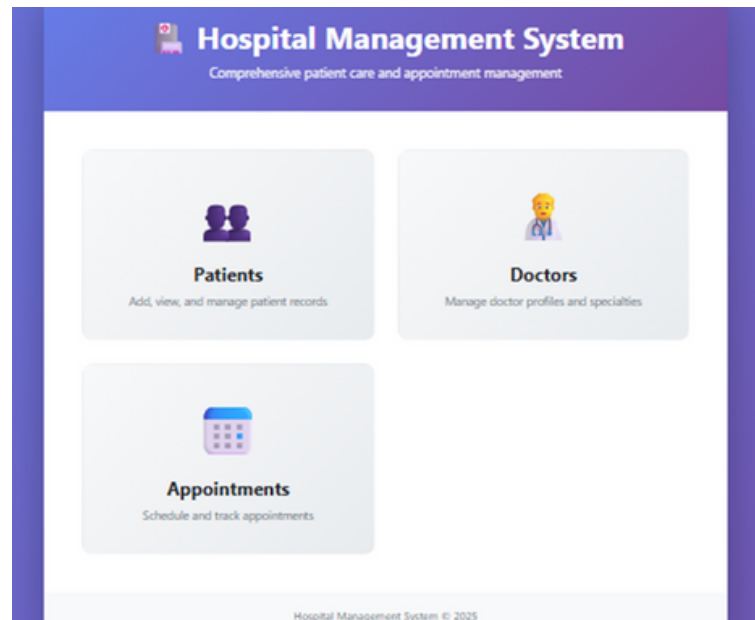 Hospital Management System
Comprehensive patient care and appointment management
Patients
Add, view, and manage patient records
Doctors
Manage doctor profiles and specialties
Appointments
Schedule and track appointments
Hospital Management System © 2025